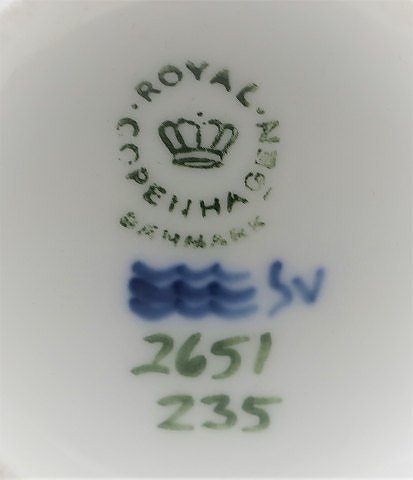 ROYAL COPENHAGEN
DENMARK
SV
2651
235